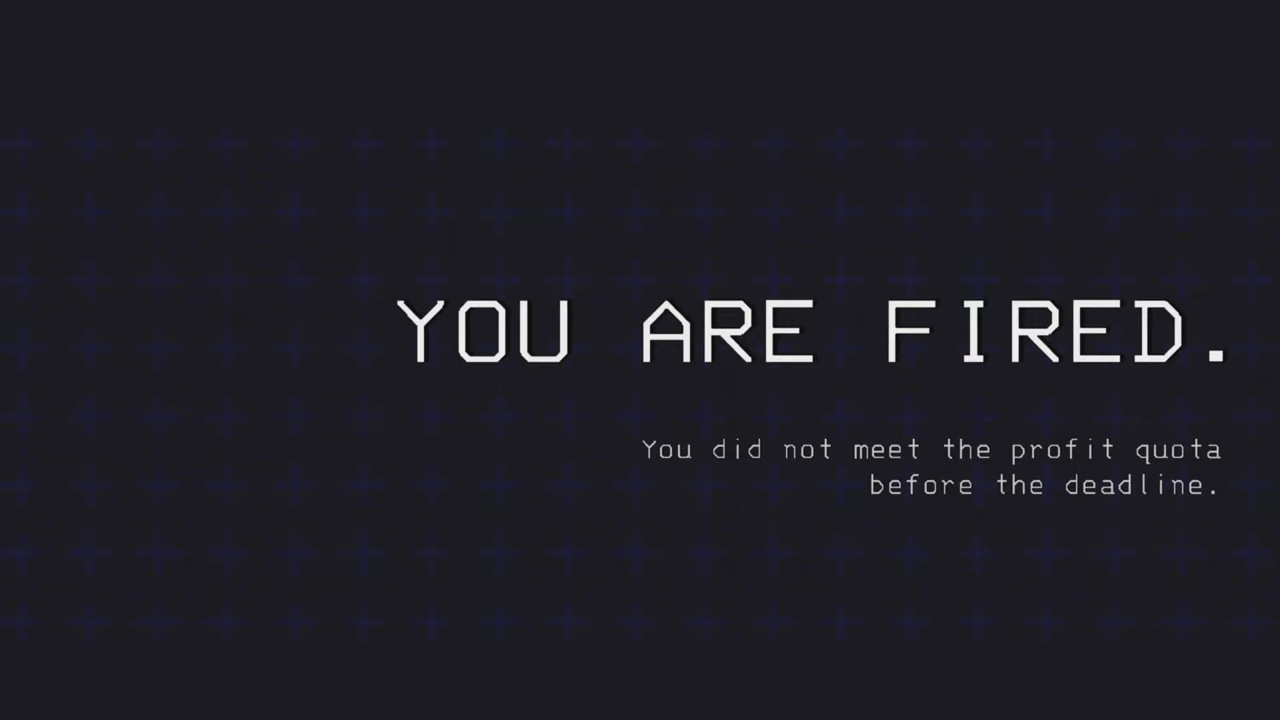 YOU ARE FIRED.
You did not meet the profit quota
before the deadline.